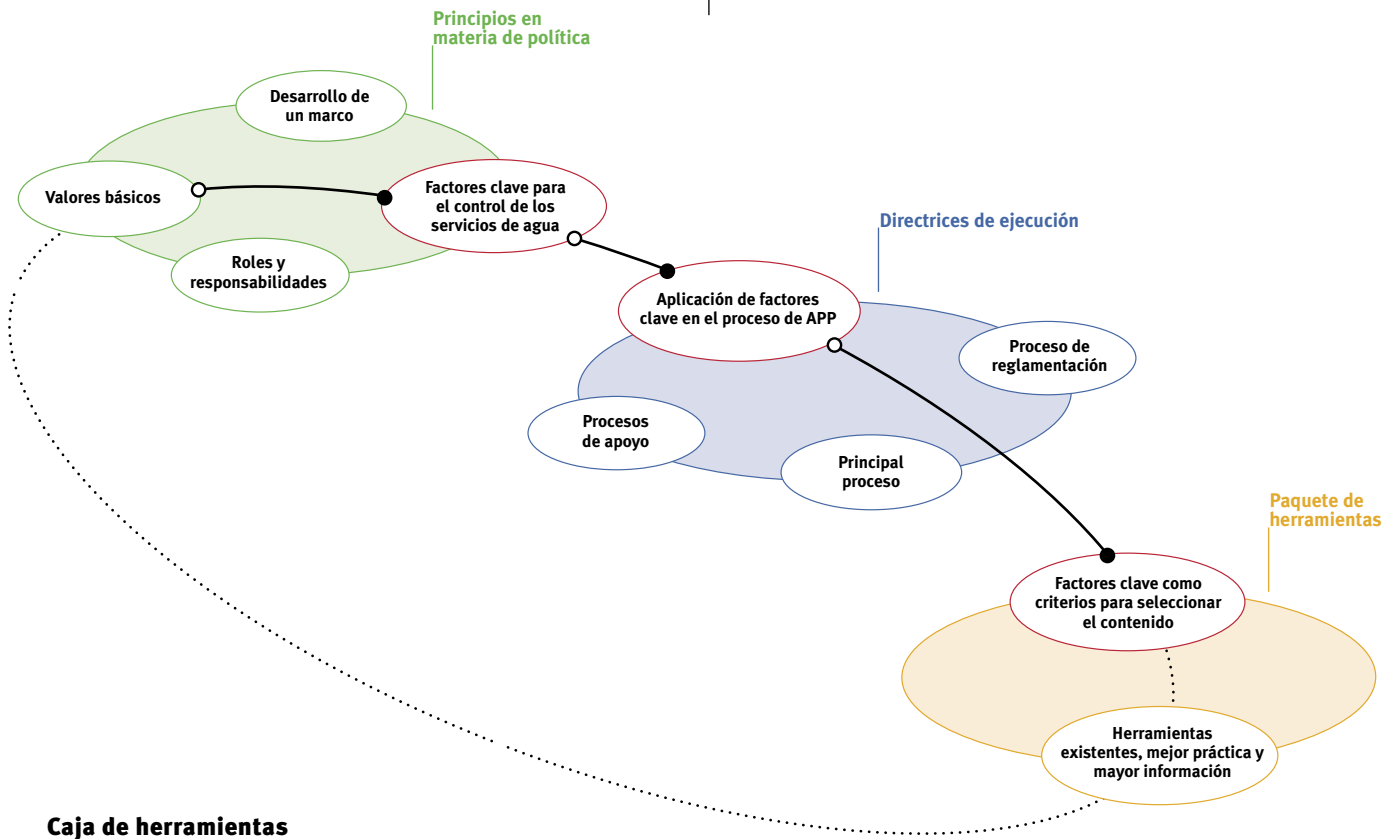 Principios en
materia de política
Desarrollo de
un marco
Valores básicos
Factores clave para
el control de los
servicios de agua
Roles y
responsabilidades
Directrices de ejecución
Aplicación de factores
clave en el proceso de APP
Proceso de
reglamentación
Procesos
de apoyo
Principal
proceso
Paquete de
herramientas
Factores clave como
criterios para seleccionar
el contenido
Herramientas
existentes, mejor práctica y
mayor información
Caja de herramientas